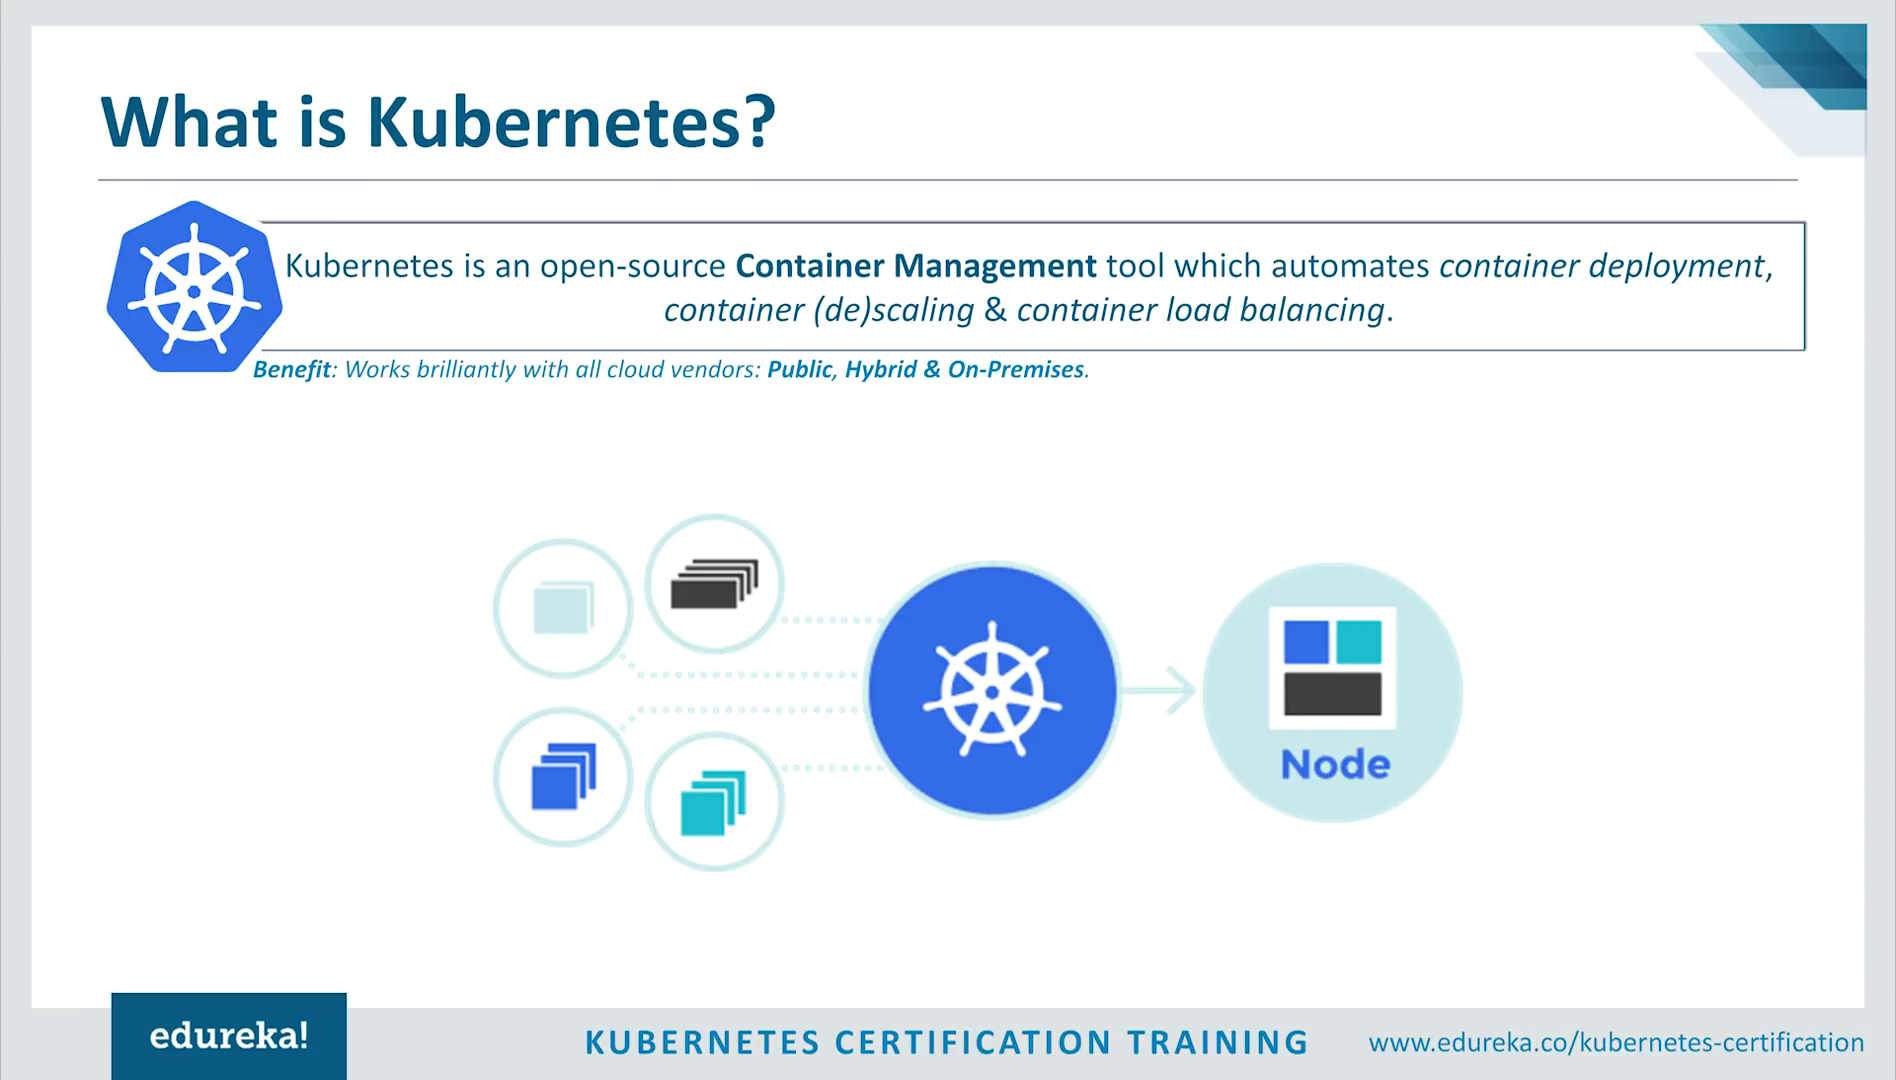 What is Kubernetes?
Kubernetes is an open-source Container Management tool which automates container deployment,
container (de)scaling & container load balancing.
Benefit: Works brilliantly with all cloud vendors: Public, Hybrid & On-Premises.
Node
edureka!
KUBERNETES CERTIFICATION TRAINING
www.edureka.co/kubernetes-certification